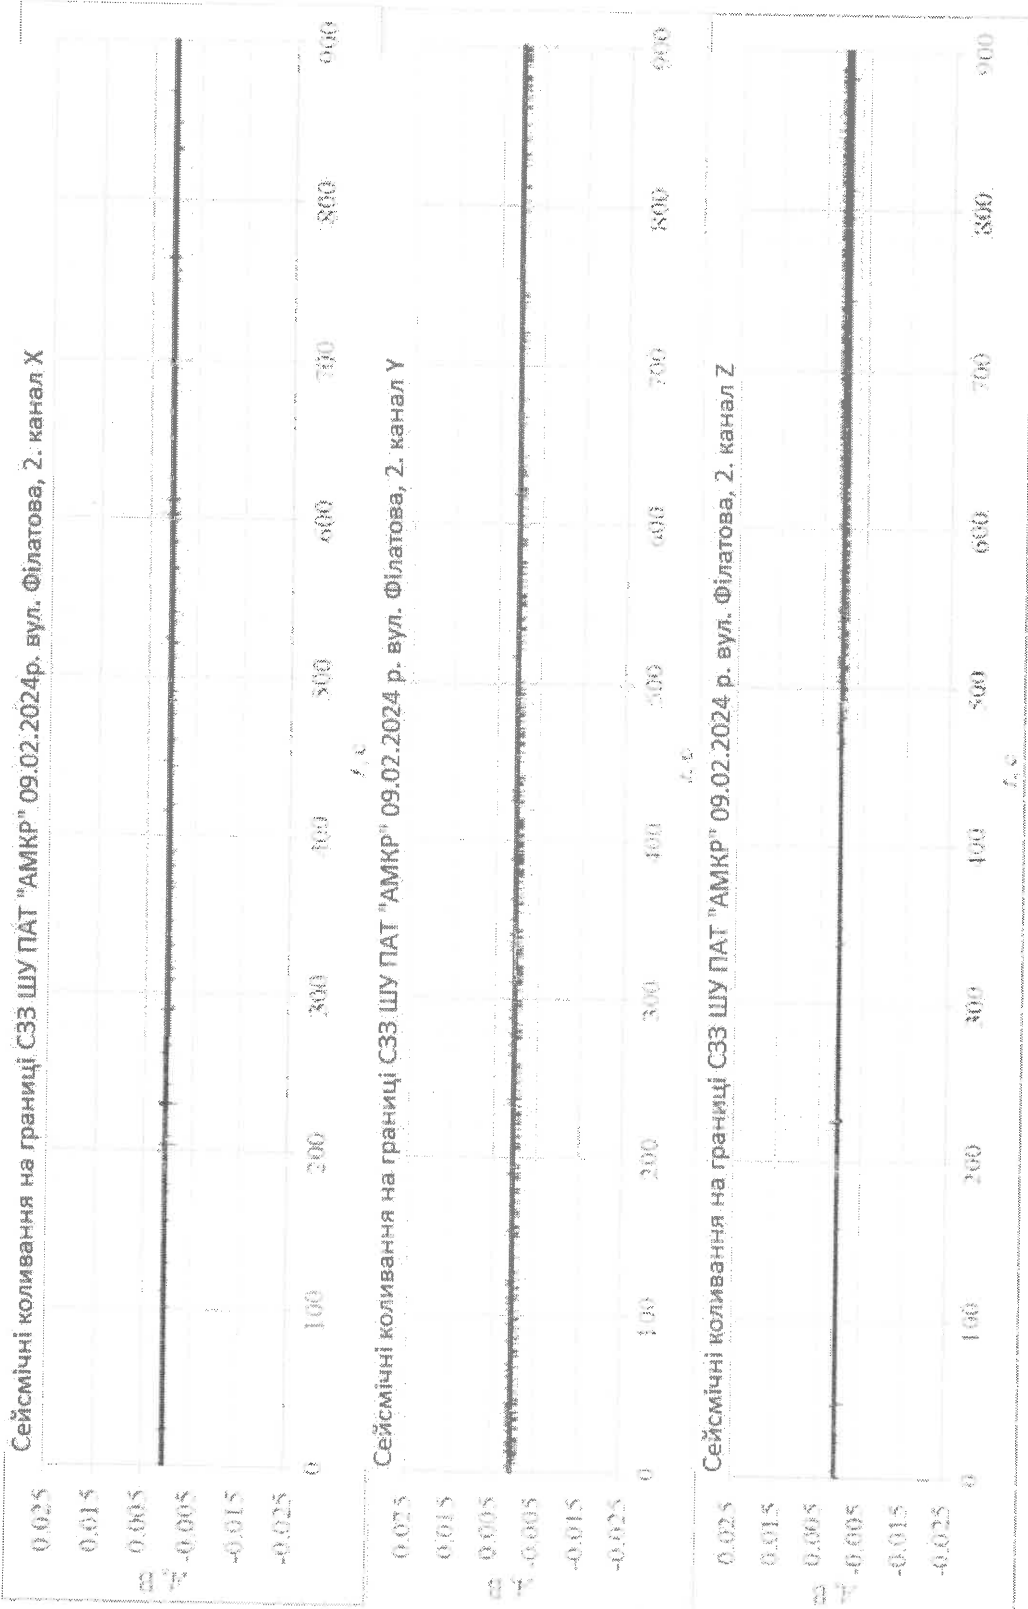 Сейсмічні коливання на границі СЗЗ ШУ ПАТ "АМКР" 09.02.2024р. вул. Філатова, 2. канал X
0.025
0.015
0.005
-0.005
-0.015
-0.025
0 100 200 300 400 500 600 700 800 900
t, c
Сейсмічні коливання на границі СЗЗ ШУ ПАТ "АМКР" 09.02.2024 р. вул. Філатова, 2. канал Y
0.025
0.015
0.005
-0.005
-0.015
-0.025
0 100 200 300 400 500 600 700 800 900
t, c
Сейсмічні коливання на границі СЗЗ ШУ ПАТ "АМКР" 09.02.2024 р. вул. Філатова, 2. канал Z
0.025
0.015
0.005
-0.005
-0.015
-0.025
0 100 200 300 400 500 600 700 800 900
t, c